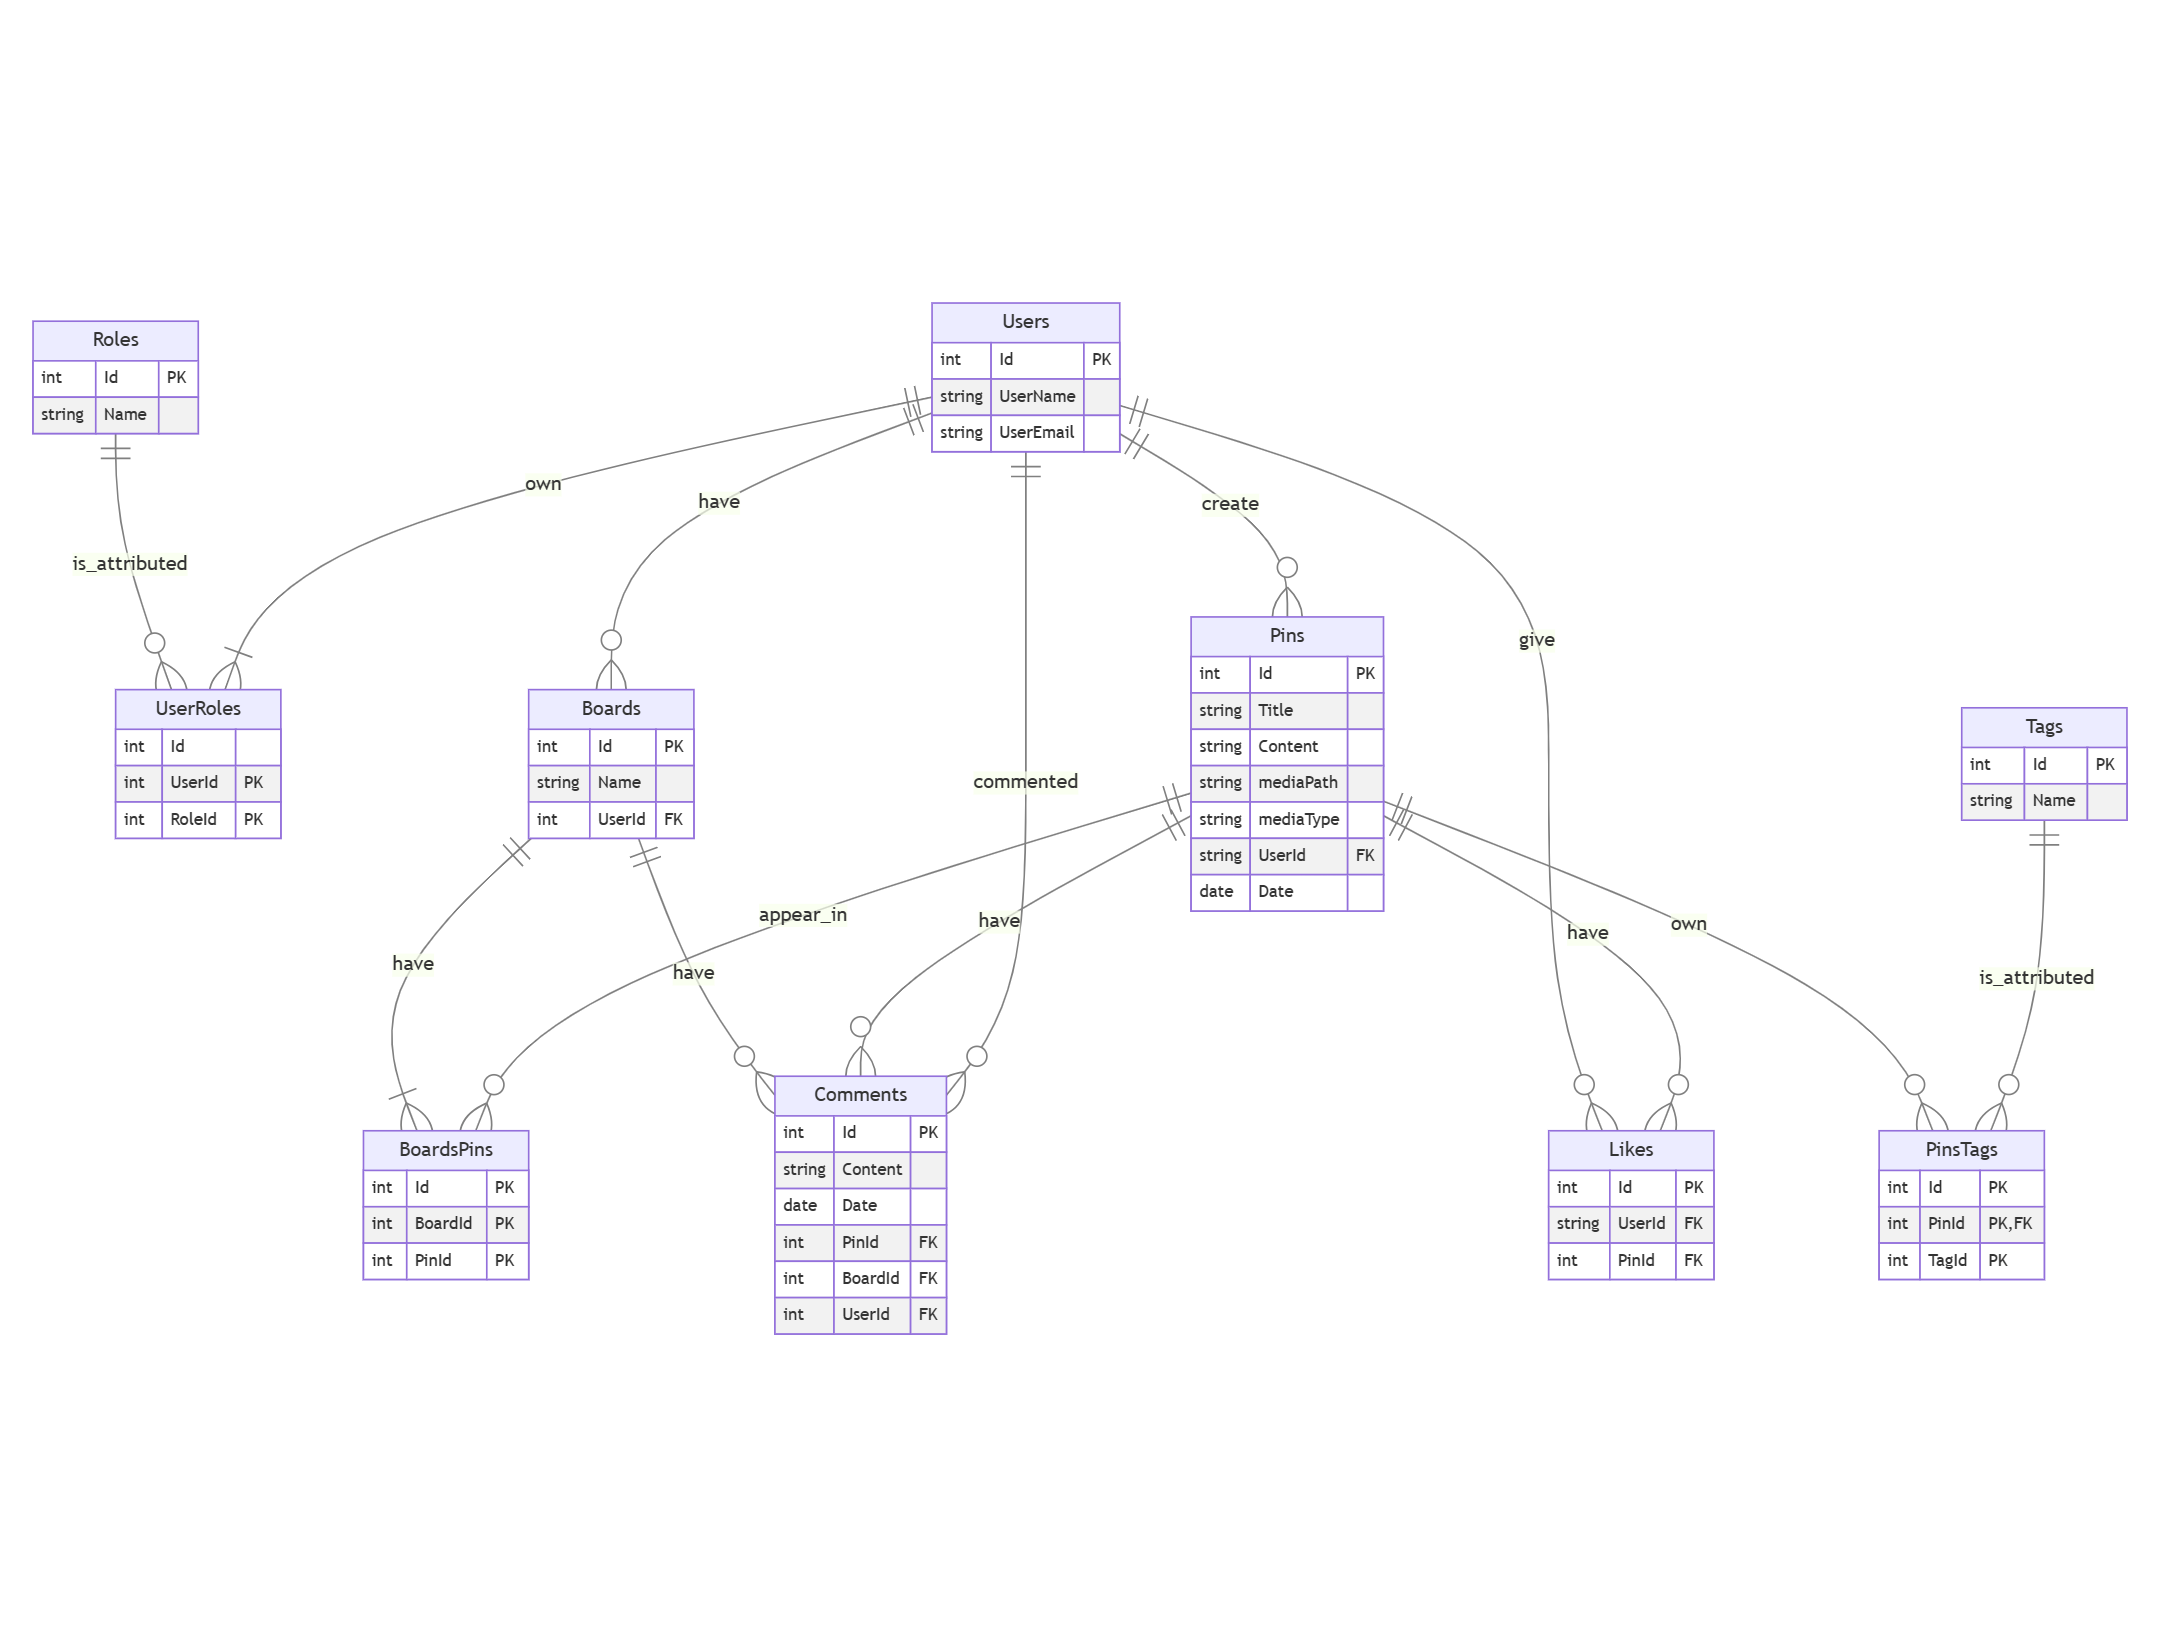 Users
int Id PK
string UserName
string UserEmail
Roles
int Id PK
string Name
own
have
create
is_attributed
commented
give
Pins
int Id PK
string Title
string Content
string mediaPath
string mediaType
string UserId FK
date Date
UserRoles
int Id
int UserId PK
int RoleId PK
Boards
int Id PK
string Name
int UserId FK
Tags
int Id PK
string Name
have
appear_in
have
have
have
own
is_attributed
BoardsPins
int Id PK
int BoardId PK
int PinId PK
Comments
int Id PK
string Content
date Date
int PinId FK
int BoardId FK
int UserId FK
Likes
int Id PK
string UserId FK
int PinId FK
PinsTags
int Id PK
int PinId PK,FK
int TagId PK